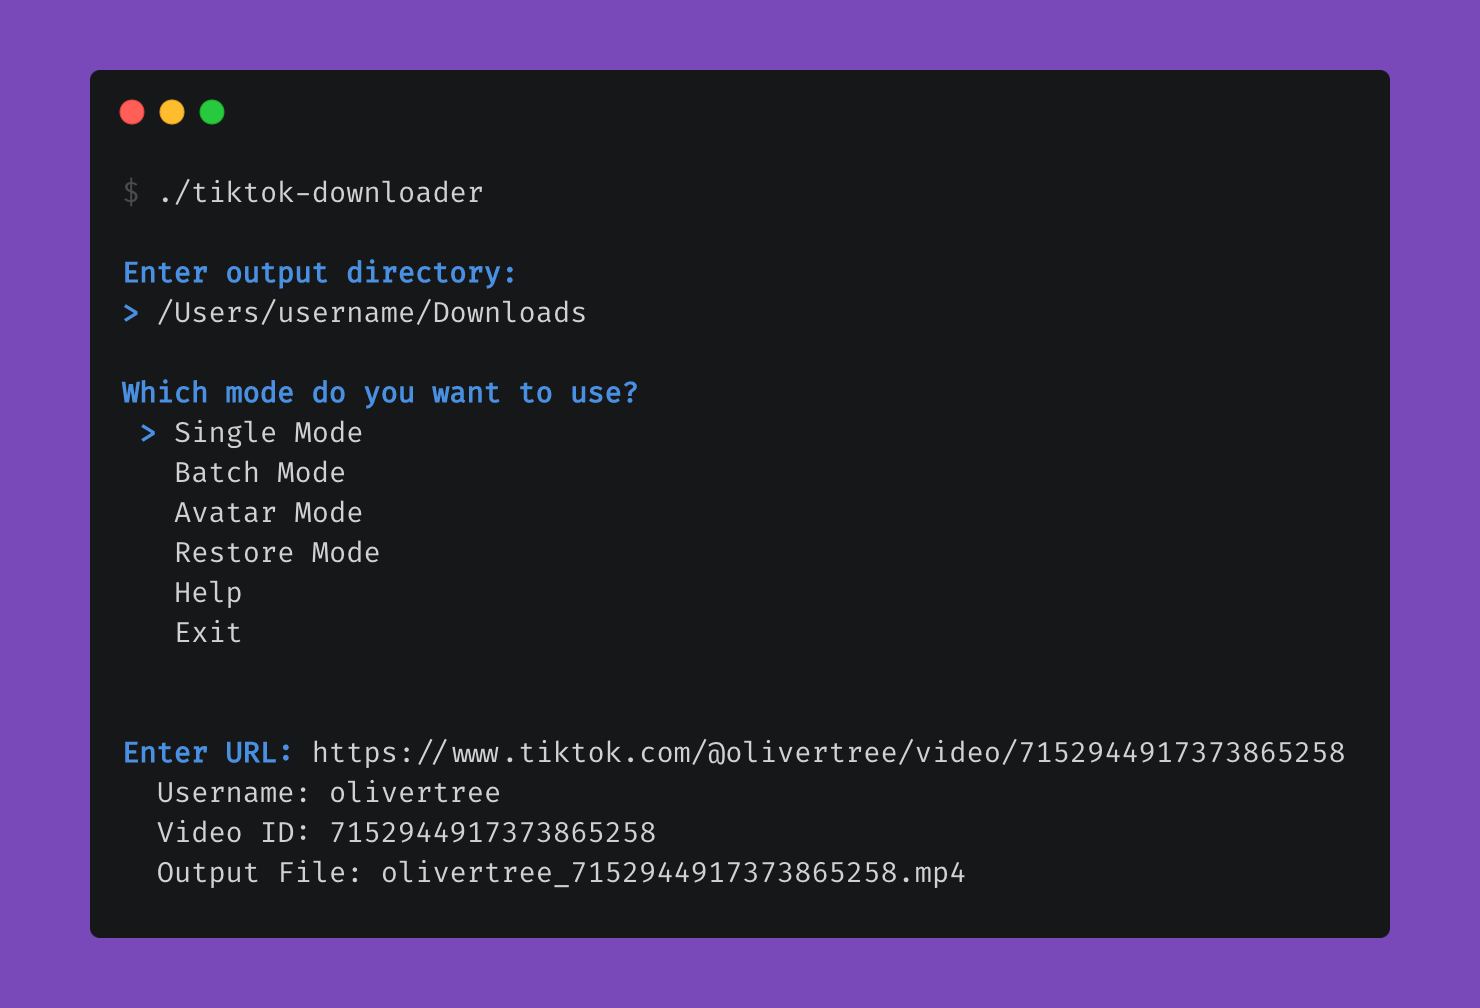 $ ./tiktok-downloader
Enter output directory:
> /Users/username/Downloads
Which mode do you want to use?
> Single Mode
Batch Mode
Avatar Mode
Restore Mode
Help
Exit
Enter URL: https://www.tiktok.com/@olivertree/video/7152944917373865258
Username: olivertree
Video ID: 7152944917373865258
Output File: olivertree_7152944917373865258.mp4